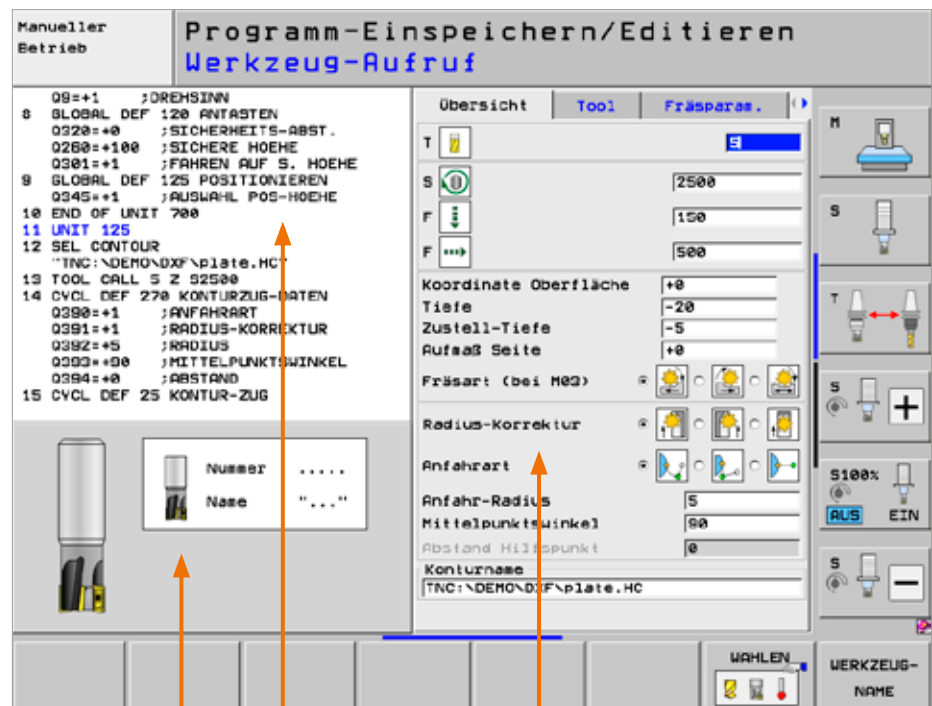 Manueller
Betrieb
Programm-Einspeichern/Editieren
Werkzeug-Aufruf
Q9=+1 ;DREHSINN
8 GLOBAL DEF 120 ANTASTEN
Q320=+0 ;SICHERHEITS-ABST.
Q260=+100 ;SICHERE HOEHE
Q301=+1 ;FAHREN AUF S. HOEHE
9 GLOBAL DEF 125 POSITIONIEREN
Q345=+1 ;AUSWAHL POS-HOEHE
10 END OF UNIT 700
11 UNIT 125
12 SEL CONTOUR
"TNC:\DEMO\DXF\plate.HC"
13 TOOL CALL 5 Z S2500
14 CYCL DEF 270 KONTURZUG-DATEN
Q390=+1 ;ANFAHRART
Q391=+1 ;RADIUS-KORREKTUR
Q392=+5 ;RADIUS
Q393=+90 ;MITTELPUNKTSWINKEL
Q394=+0 ;ABSTAND
15 CYCL DEF 25 KONTUR-ZUG
Nummer .....
Name "..."
Übersicht Tool Fräsparam.
T 5
S 2500
F 150
F 500
Koordinate Oberfläche +0
Tiefe -20
Zustell-Tiefe -5
Aufmaß Seite +0
Fräsart (bei M03)
Radius-Korrektur
Anfahrart
Anfahr-Radius 5
Mittelpunktswinkel 90
Abstand Hilfspunkt 0
Konturname
TNC:\DEMO\DXF\plate.HC
M
S
T
S
+
S100%
AUS EIN
S
-
WAHLEN
WERKZEUG-
NAME